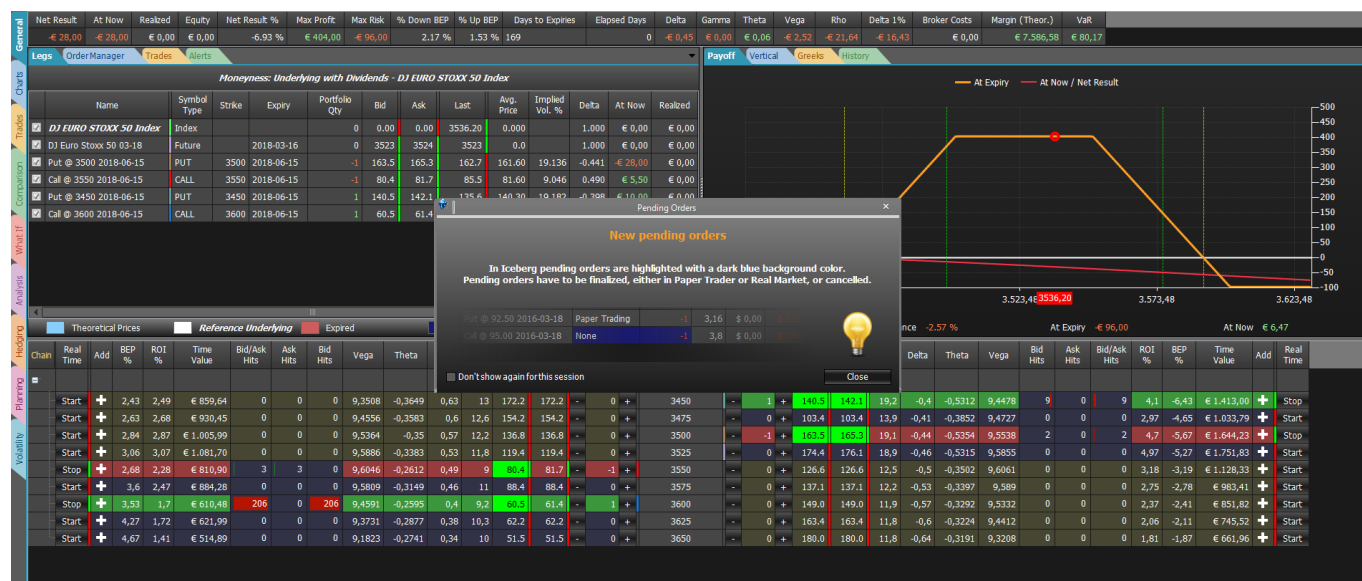 General
Charts
Trades
Comparison
What If
Analysis
Hedging
Planning
Volatility
Net Result At Now Realized Equity Net Result % Max Profit Max Risk % Down BEP % Up BEP Days to Expiries Elapsed Days Delta Gamma Theta Vega Rho Delta 1% Broker Costs Margin (Theor.) VaR
-€ 28,00 -€ 28,00 € 0,00 € 0,00 -6.93 % € 404,00 -€ 96,00 2.17 % 1.53 % 169 0 -€ 0,45 € 0,00 € 0,06 -€ 2,52 -€ 21,64 -€ 16,43 € 0,00 € 7.586,58 € 80,17
Legs OrderManager Trades Alerts
Moneyness: Underlying with Dividends - DJ EURO STOXX 50 Index
Name Symbol Type Strike Expiry Portfolio Qty Bid Ask Last Avg. Price Implied Vol. % Delta At Now Realized
DJ EURO STOXX 50 Index Index 0 0.00 0.00 3536.20 0.000 1.000 € 0,00 € 0,00
DJ Euro Stoxx 50 03-18 Future 2018-03-16 0 3523 3524 3523 0.0 1.000 € 0,00 € 0,00
Put @ 3500 2018-06-15 PUT 3500 2018-06-15 -1 163.5 165.3 162.7 161.60 19.136 -0.441 -€ 28,00 € 0,00
Call @ 3550 2018-06-15 CALL 3550 2018-06-15 -1 80.4 81.7 85.5 81.60 9.046 0.490 € 5,50 € 0,00
Put @ 3450 2018-06-15 PUT 3450 2018-06-15 1 140.5 142.1 135.6 140.30 19.182 -0.398 € 10,00 € 0,00
Call @ 3600 2018-06-15 CALL 3600 2018-06-15 1 60.5 61.4
Theoretical Prices Reference Underlying Expired
Payoff Vertical Greeks History
At Expiry At Now / Net Result
500
400
350
300
250
200
150
100
50
0
-50
-100
3.523,48 3536,20 3.573,48 3.623,48
nce -2.57 % At Expiry -€ 96,00 At Now € 6,47
Pending Orders
New pending orders
In Iceberg pending orders are highlighted with a dark blue background color.
Pending orders have to be finalized, either in Paper Trader or Real Market, or cancelled.
Put @ 92.50 2016-03-18 Paper Trading -1 3,16 $ 0,00
Call @ 95.00 2016-03-18 None -1 3,8 $ 0,00
Don't show again for this session
Close
Chain Real Time Add BEP % ROI % Time Value Bid/Ask Hits Ask Hits Bid Hits Vega Theta Delta Theta Vega Bid Hits Ask Hits Bid/Ask Hits ROI % BEP % Time Value Add Real Time
Start 2,43 2,49 € 859,64 0 0 0 9,3508 -0,3649 0,63 13 172.2 172.2 - 0 + 3450 - 1 + 140.5 142.1 19,2 -0,4 -0,5312 9,4478 9 0 9 4,1 -6,43 € 1.413,00 Stop
Start 2,63 2,68 € 930,45 0 0 0 9,4556 -0,3583 0,6 12,6 154.2 154.2 - 0 + 3475 - 0 + 103.4 103.4 13,9 -0,41 -0,3852 9,4727 0 0 0 2,97 -4,65 € 1.033,79 Start
Start 2,84 2,87 € 1.005,99 0 0 0 9,5364 -0,35 0,57 12,2 136.8 136.8 - 0 + 3500 - -1 + 163.5 165.3 19,1 -0,44 -0,5354 9,5538 2 0 2 4,7 -5,67 € 1.644,23 Stop
Start 3,06 3,07 € 1.081,70 0 0 0 9,5886 -0,3383 0,53 11,8 119.4 119.4 - 0 + 3525 - 0 + 174.4 176.1 18,9 -0,46 -0,5315 9,5855 0 0 0 4,97 -5,27 € 1.751,83 Start
Stop 2,68 2,28 € 810,90 3 3 0 9,6046 -0,2612 0,49 9 80.4 81.7 - -1 + 3550 - 0 + 126.6 126.6 12,5 -0,5 -0,3502 9,6061 0 0 0 3,18 -3,19 € 1.128,33 Start
Start 3,6 2,47 € 884,28 0 0 0 9,5809 -0,3149 0,46 11 88.4 88.4 - 0 + 3575 - 0 + 137.1 137.1 12,2 -0,53 -0,3397 9,589 0 0 0 2,75 -2,78 € 983,41 Start
Stop 3,53 1,7 € 610,48 206 0 206 9,4591 -0,2595 0,4 9,2 60.5 61.4 - 1 + 3600 - 0 + 149.0 149.0 11,9 -0,57 -0,3292 9,5332 0 0 0 2,37 -2,41 € 851,82 Start
Start 4,27 1,72 € 621,99 0 0 0 9,3731 -0,2877 0,38 10,3 62.2 62.2 - 0 + 3625 - 0 + 163.4 163.4 11,8 -0,6 -0,3224 9,4412 0 0 0 2,06 -2,11 € 745,52 Start
Start 4,67 1,41 € 514,89 0 0 0 9,1823 -0,2741 0,34 10 51.5 51.5 - 0 + 3650 - 0 + 180.0 180.0 11,8 -0,64 -0,3191 9,3208 0 0 0 1,81 -1,87 € 661,96 Start